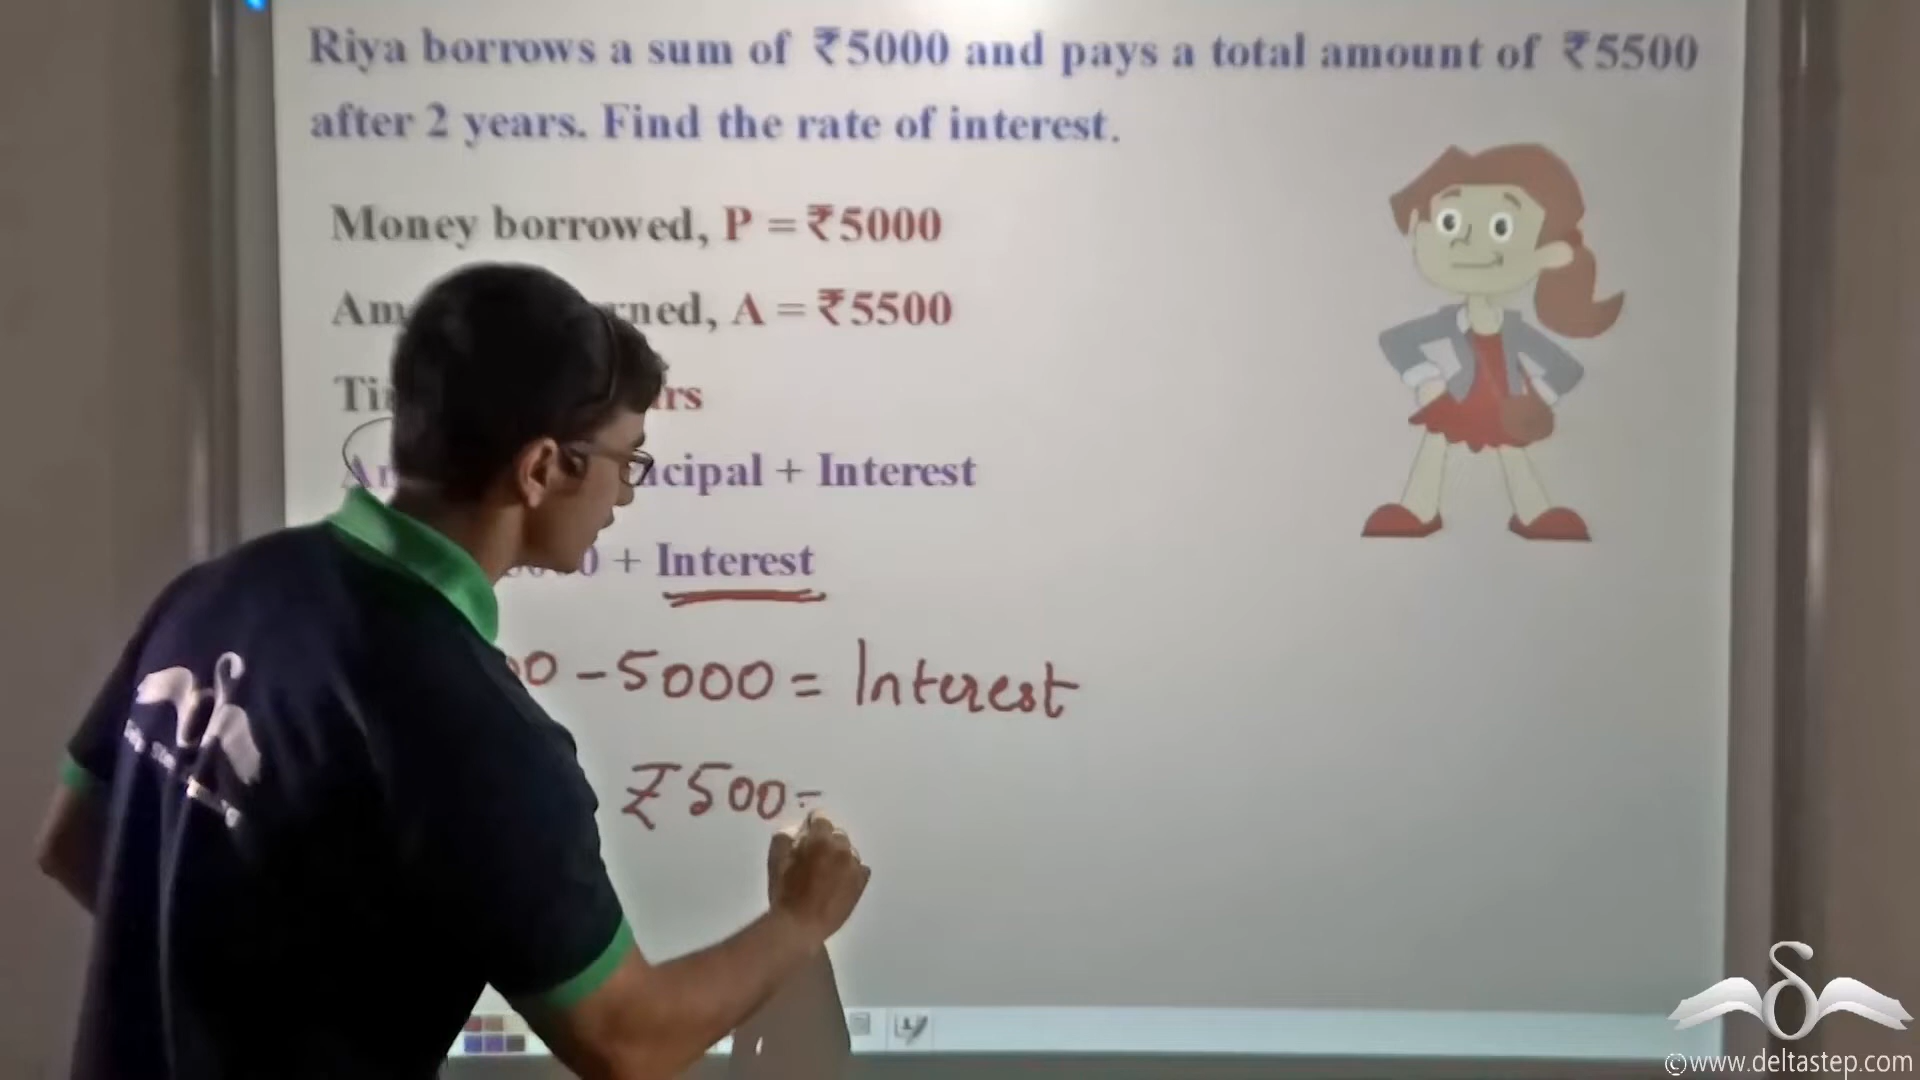 Riya borrows a sum of ₹5000 and pays a total amount of ₹5500
after 2 years. Find the rate of interest.
Money borrowed, P = ₹5000
A = ₹5500
+ Interest
+ Interest
- 5000 = Interest
₹500=
©www.deltastep.com